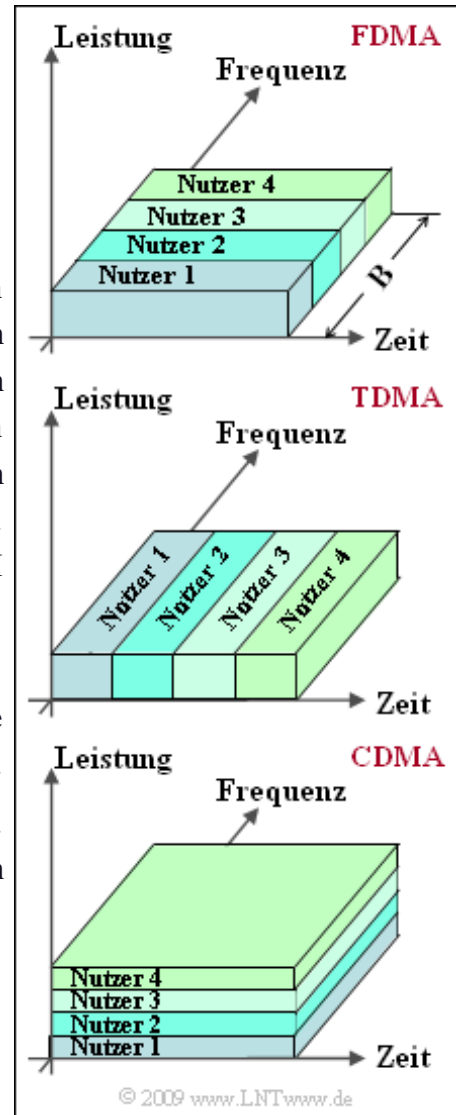 Leistung FDMA
Frequenz
Nutzer 4
Nutzer 3
Nutzer 2
Nutzer 1
B
Zeit
Leistung TDMA
Frequenz
Nutzer 1 Nutzer 2 Nutzer 3 Nutzer 4
Zeit
Leistung CDMA
Frequenz
Nutzer 4
Nutzer 3
Nutzer 2
Nutzer 1
Zeit
© 2009 www.LNTwww.de